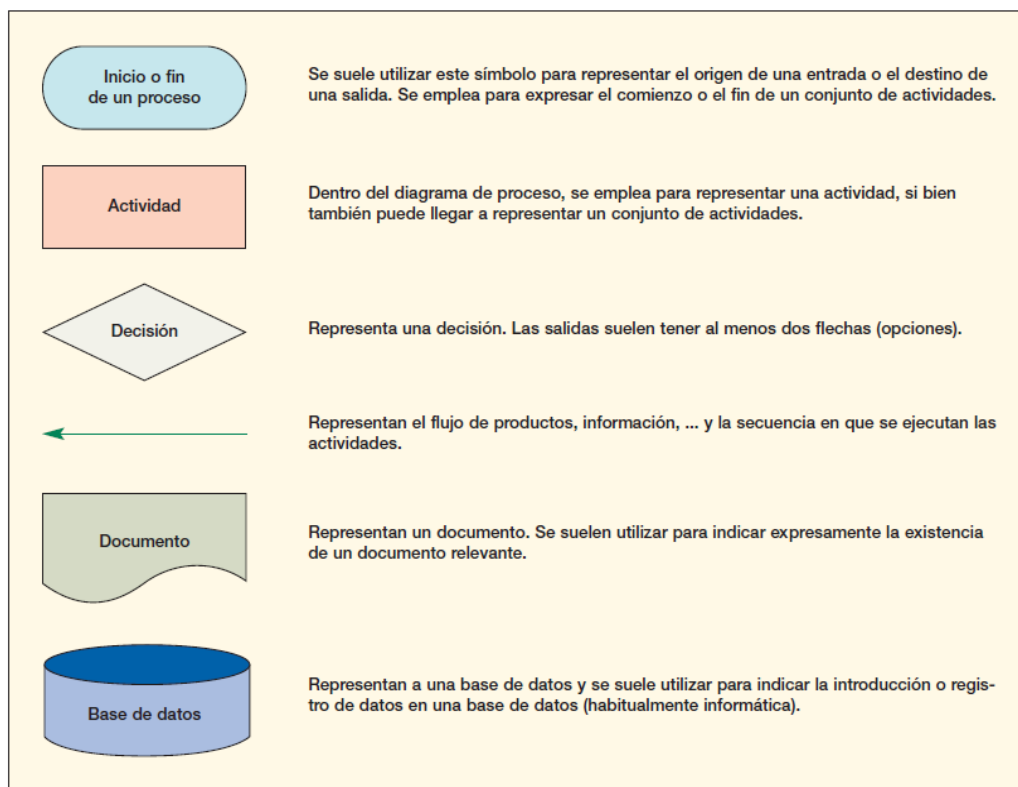 Inicio o fin
de un proceso
Se suele utilizar este símbolo para representar el origen de una entrada o el destino de
una salida. Se emplea para expresar el comienzo o el fin de un conjunto de actividades.
Actividad
Dentro del diagrama de proceso, se emplea para representar una actividad, si bien
también puede llegar a representar un conjunto de actividades.
Decisión
Representa una decisión. Las salidas suelen tener al menos dos flechas (opciones).
Representan el flujo de productos, información, ... y la secuencia en que se ejecutan las
actividades.
Documento
Representan un documento. Se suelen utilizar para indicar expresamente la existencia
de un documento relevante.
Base de datos
Representan a una base de datos y se suele utilizar para indicar la introducción o regis-
tro de datos en una base de datos (habitualmente informática).